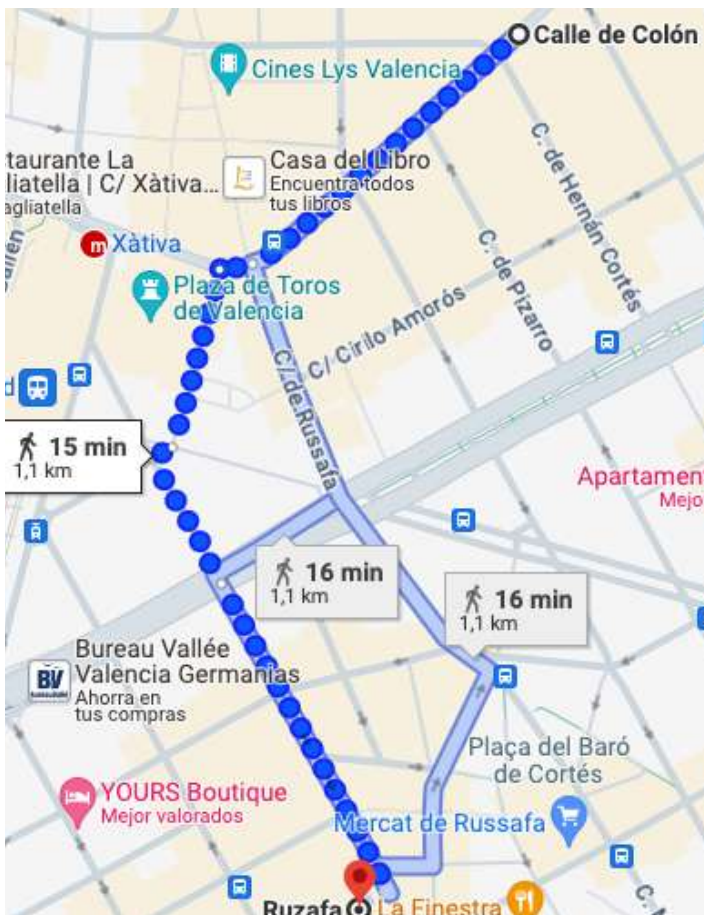 Calle de Colón
Cines Lys Valencia
taurante La
liatella | C/ Xàtiva...
agliatella
Casa del Libro
Encuentra todos
tus libros
C. de Hernán Cortés
C. de Pizarro
m Xàtiva
Plaza de Toros
de Valencia
C/ Cirilo Amorós
C/. de Russafa
d
15 min
1,1 km
Apartament
Mejo
16 min
1,1 km
16 min
1,1 km
BV
Bureau Vallée
Valencia Germanías
Ahorra en
tus compras
Plaça del Baró
de Cortés
YOURS Boutique
Mejor valorados
Mercat de Russafa
Ruzafa
La Finestra